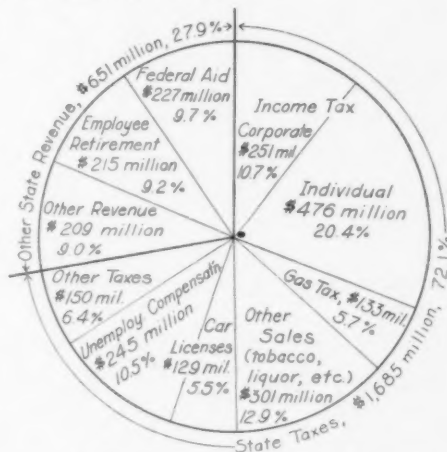 Other State Revenue, $651 million, 27.9%
Federal Aid
$227 million
9.7%
Employee
Retirement
$215 million
9.2%
Other Revenue
$209 million
9.0%
Income Tax
Corporate
$251 mil.
10.7%
Individual
$476 million
20.4%
Gas Tax, $133 mil.
5.7%
Other
Sales
(tobacco,
liquor, etc.)
$301 million
12.9%
Car
Licenses
$129 mil.
5.5%
Unemploy Compensatn
$245 million
10.5%
Other Taxes
$150 mil.
6.4%
State Taxes, $1,685 million, 72.1%